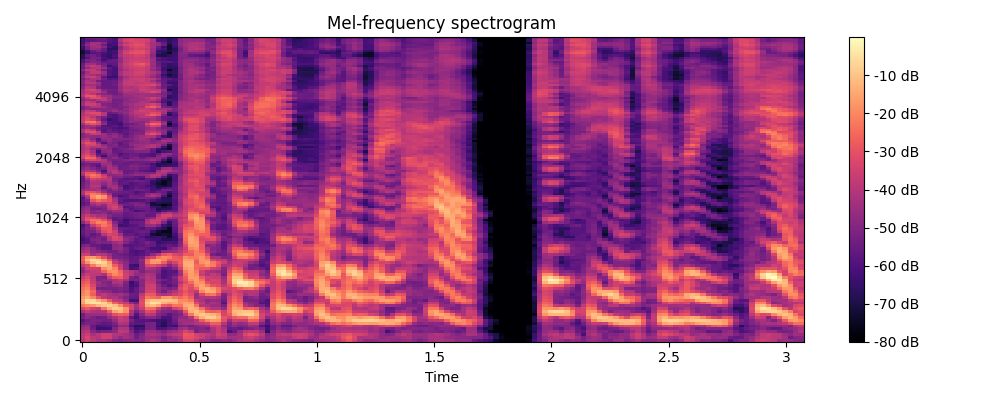 Mel-frequency spectrogram
Hz
4096
2048
1024
512
0
0
0.5
1
1.5
2
2.5
3
Time
-10 dB
-20 dB
-30 dB
-40 dB
-50 dB
-60 dB
-70 dB
-80 dB